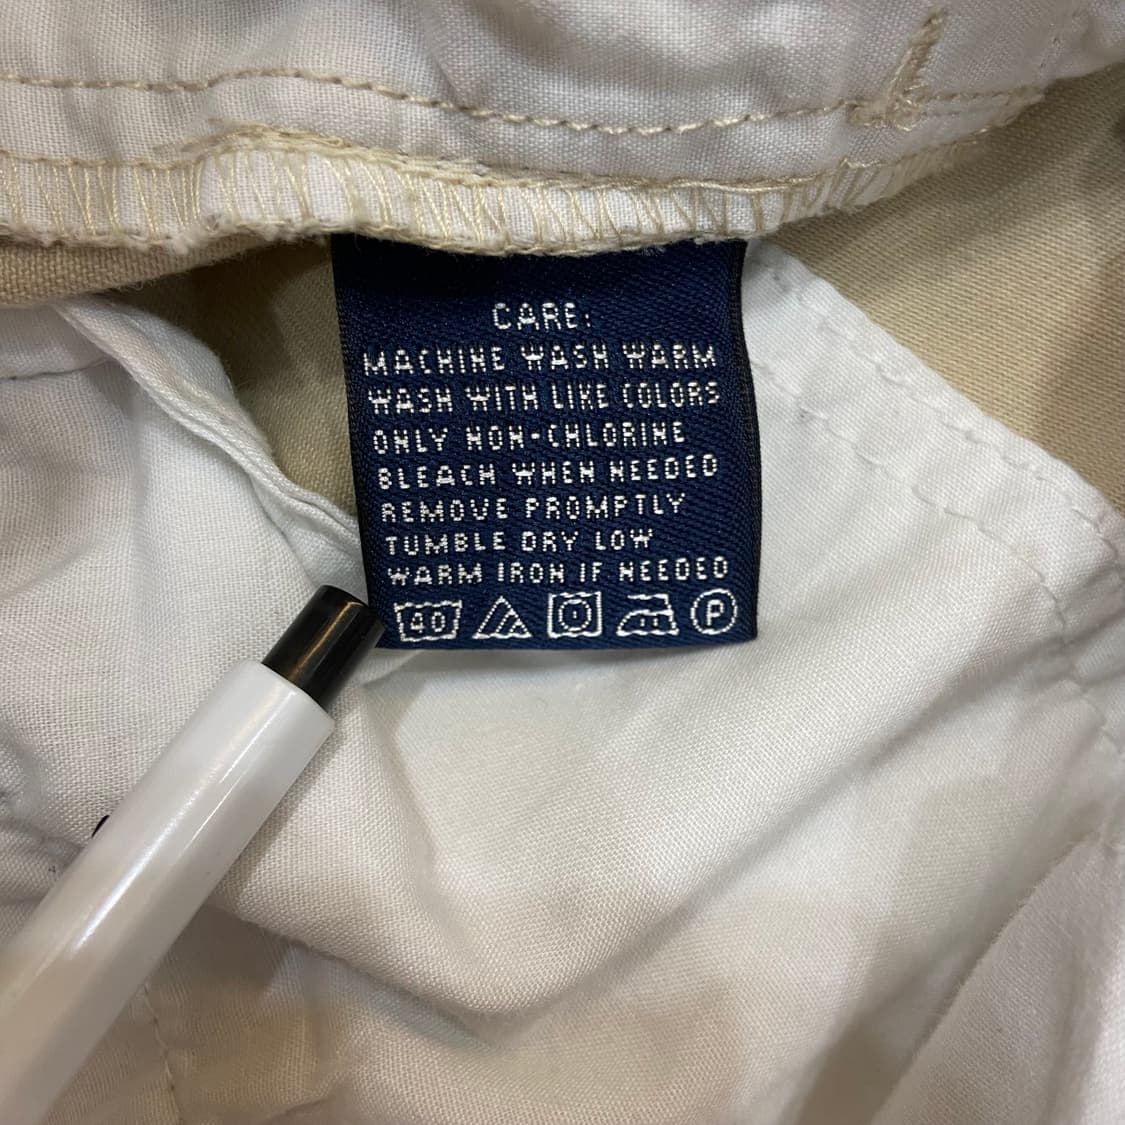 CARE:
MACHINE WASH WARM
WASH WITH LIKE COLORS
ONLY NON-CHLORINE
BLEACH WHEN NEEDED
REMOVE PROMPTLY
TUMBLE DRY LOW
WARM IRON IF NEEDED
40 P